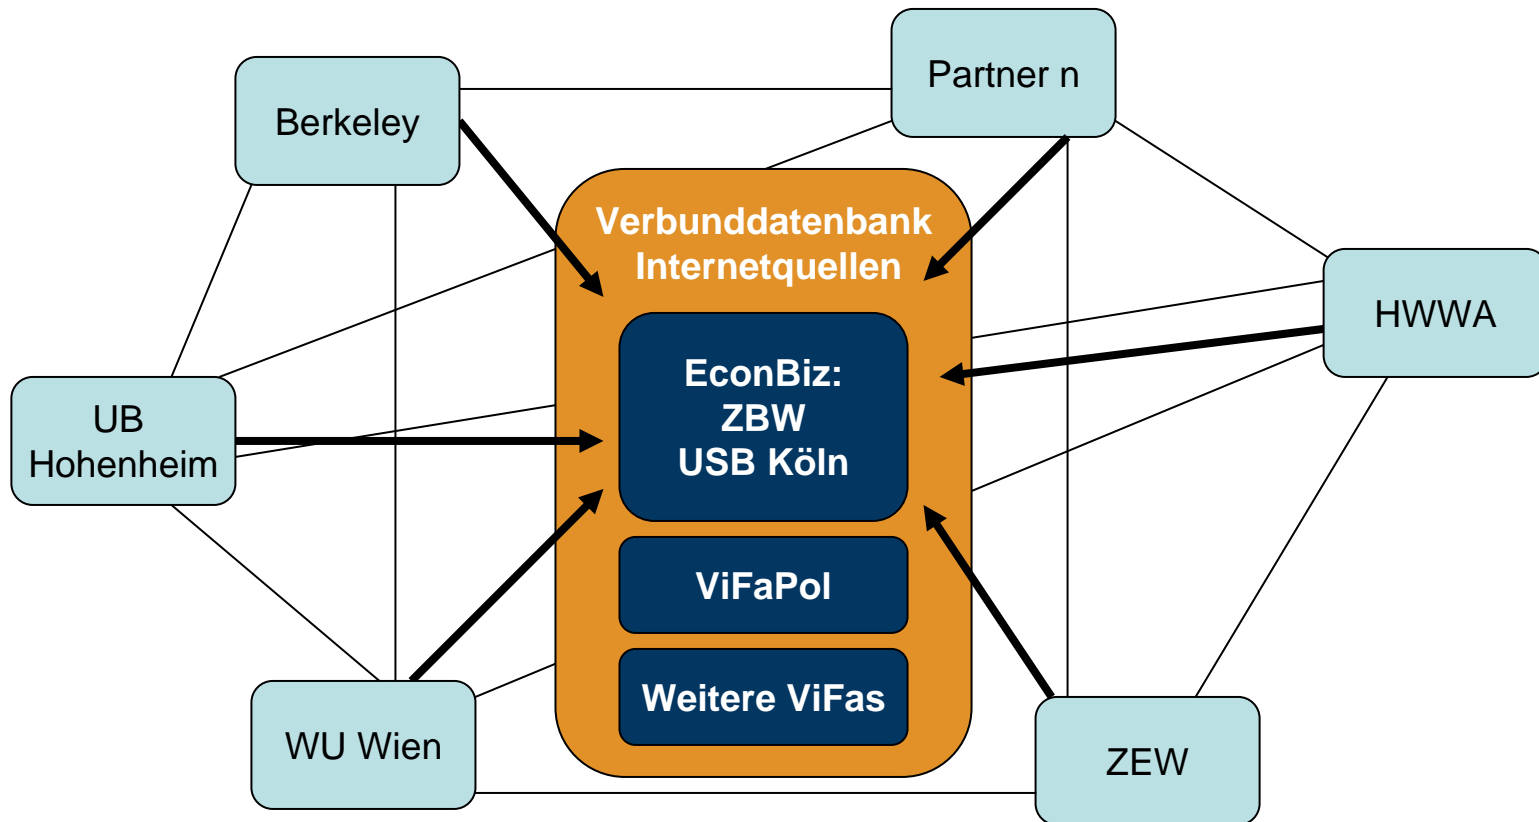 Partner n
Berkeley
Verbunddatenbank
Internetquellen
HWWA
EconBiz:
ZBW
USB Köln
UB
Hohenheim
ViFaPol
Weitere ViFas
WU Wien
ZEW